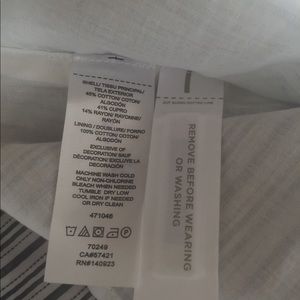 SHELL/ TISSU PRINCIPAL/
TELA EXTERIOR
45% COTTON/ COTON/
ALGODÓN
41% CUPRO
14% RAYON/ RAYONNE/
RAYÓN
LINING / DOUBLURE/ FORRO
100% COTTON/ COTON/
ALGODÓN
EXCLUSIVE OF
DECORATION/ SAUF
DÉCORATION/ EXCLUYE LA
DECORACIÓN
MACHINE WASH COLD
ONLY NON-CHLORINE
BLEACH WHEN NEEDED
TUMBLE DRY LOW
COOL IRON IF NEEDED
OR DRY CLEAN
471046
70249
CA#57421
RN#140923
REMOVE BEFORE WEARING
OR WASHING